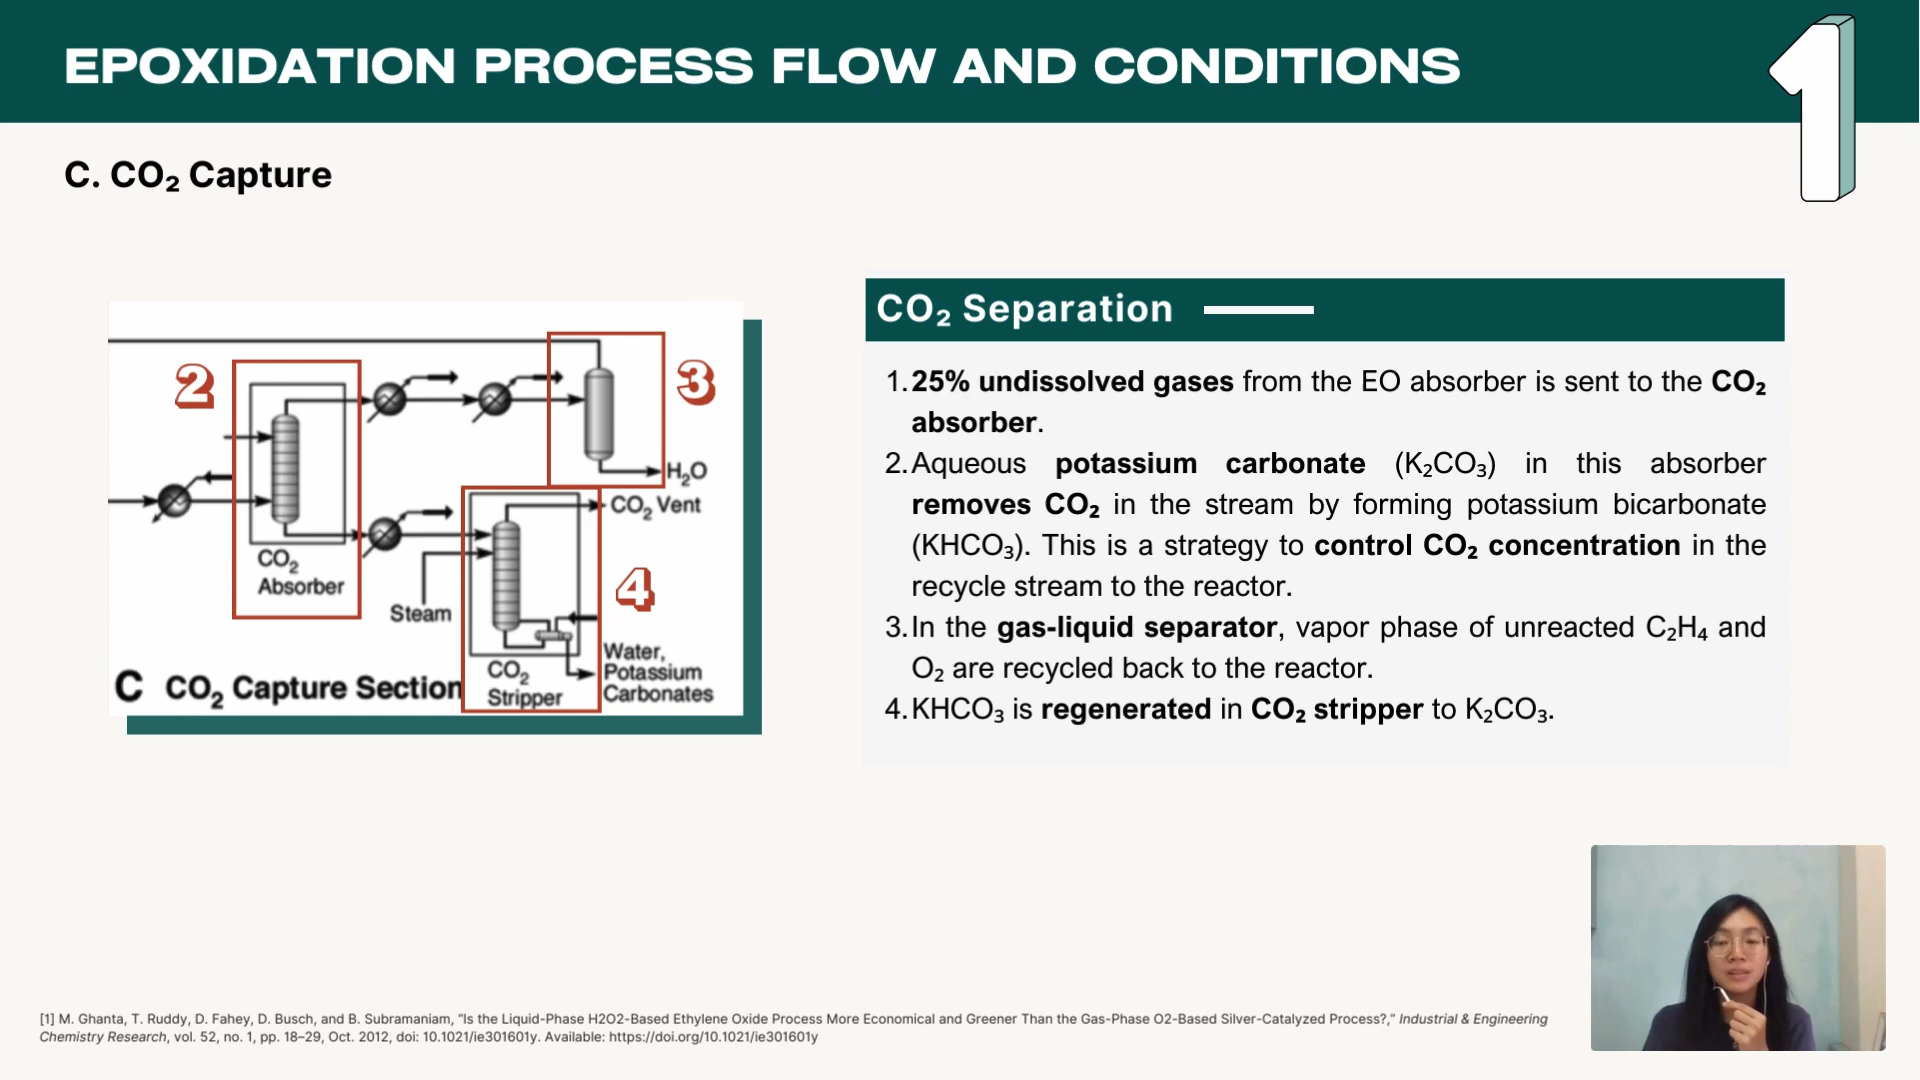 EPOXIDATION PROCESS FLOW AND CONDITIONS
1
C. CO₂ Capture
2
3
H₂O
CO₂ Vent
CO₂
Absorber
4
Steam
Water,
Potassium
Carbonates
CO₂
Stripper
C CO₂ Capture Section
CO₂ Separation
1. 25% undissolved gases from the EO absorber is sent to the CO₂
absorber.
2. Aqueous potassium carbonate (K₂CO₃) in this absorber
removes CO₂ in the stream by forming potassium bicarbonate
(KHCO₃). This is a strategy to control CO₂ concentration in the
recycle stream to the reactor.
3. In the gas-liquid separator, vapor phase of unreacted C₂H₄ and
O₂ are recycled back to the reactor.
4. KHCO₃ is regenerated in CO₂ stripper to K₂CO₃.
[1] M. Ghanta, T. Ruddy, D. Fahey, D. Busch, and B. Subramaniam, "Is the Liquid-Phase H2O2-Based Ethylene Oxide Process More Economical and Greener Than the Gas-Phase O2-Based Silver-Catalyzed Process?," Industrial & Engineering
Chemistry Research, vol. 52, no. 1, pp. 18–29, Oct. 2012, doi: 10.1021/ie301601y. Available: https://doi.org/10.1021/ie301601y